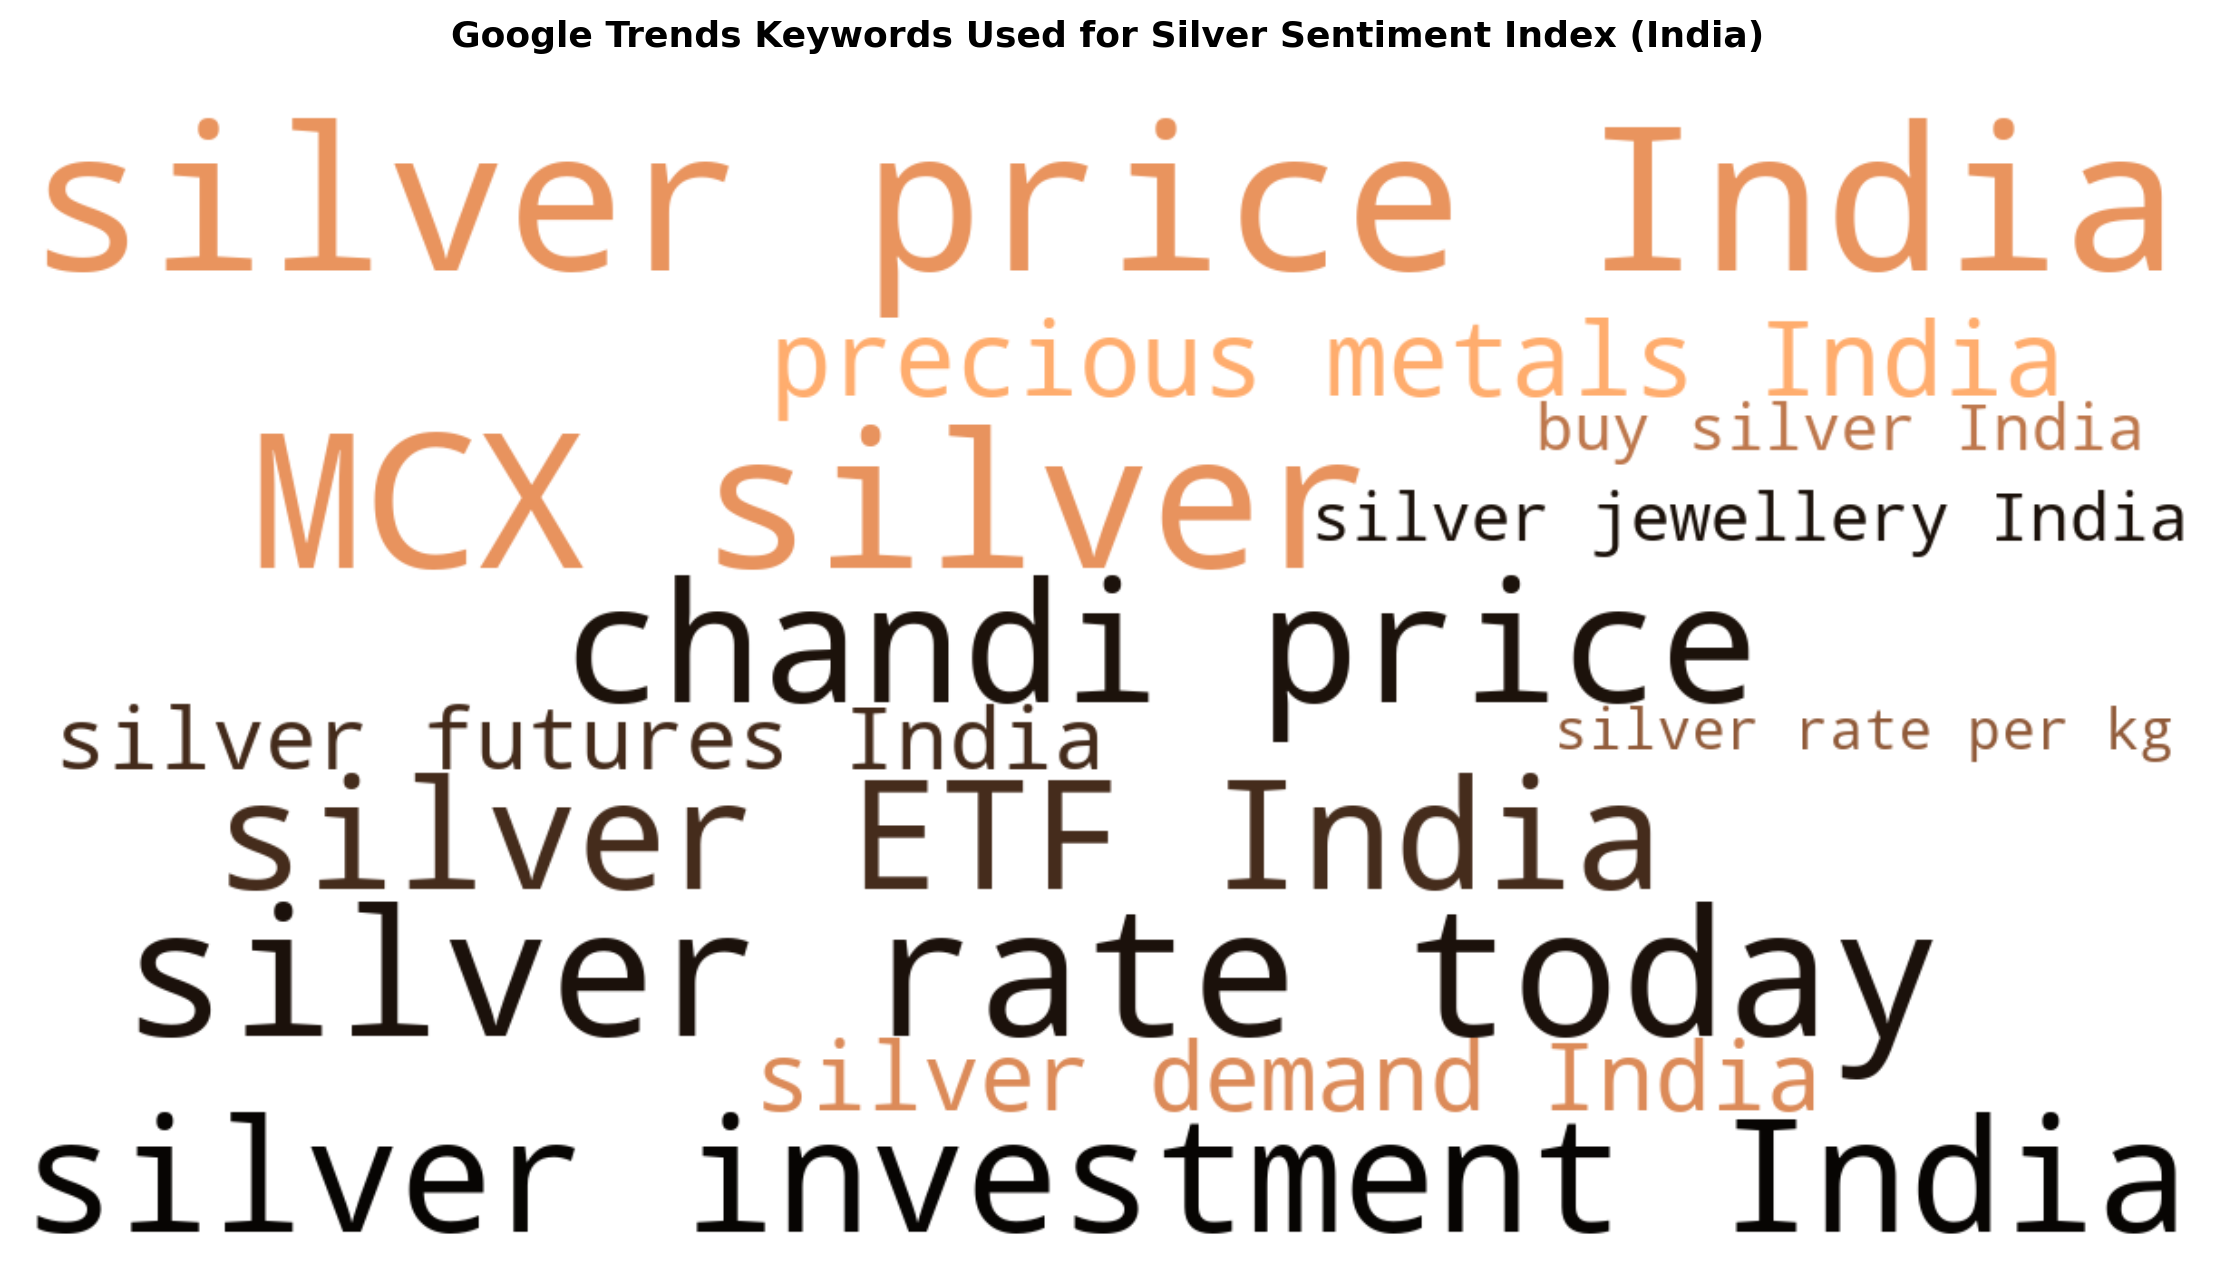 Google Trends Keywords Used for Silver Sentiment Index (India)
silver price India
precious metals India
buy silver India
MCX silver
silver jewellery India
chandi price
silver futures India
silver rate per kg
silver ETF India
silver rate today
silver demand India
silver investment India